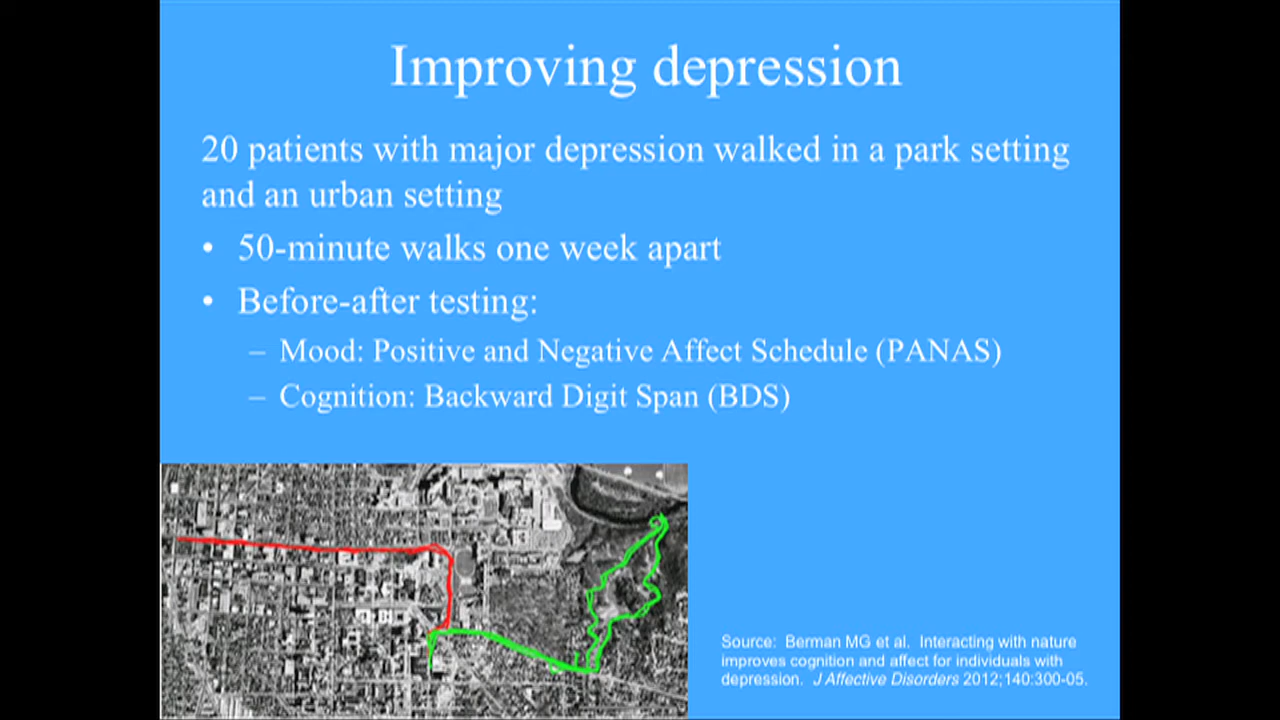 Improving depression
20 patients with major depression walked in a park setting
and an urban setting
• 50-minute walks one week apart
• Before-after testing:
– Mood: Positive and Negative Affect Schedule (PANAS)
– Cognition: Backward Digit Span (BDS)
Source: Berman MG et al. Interacting with nature
improves cognition and affect for individuals with
depression. J Affective Disorders 2012;140:300-05.